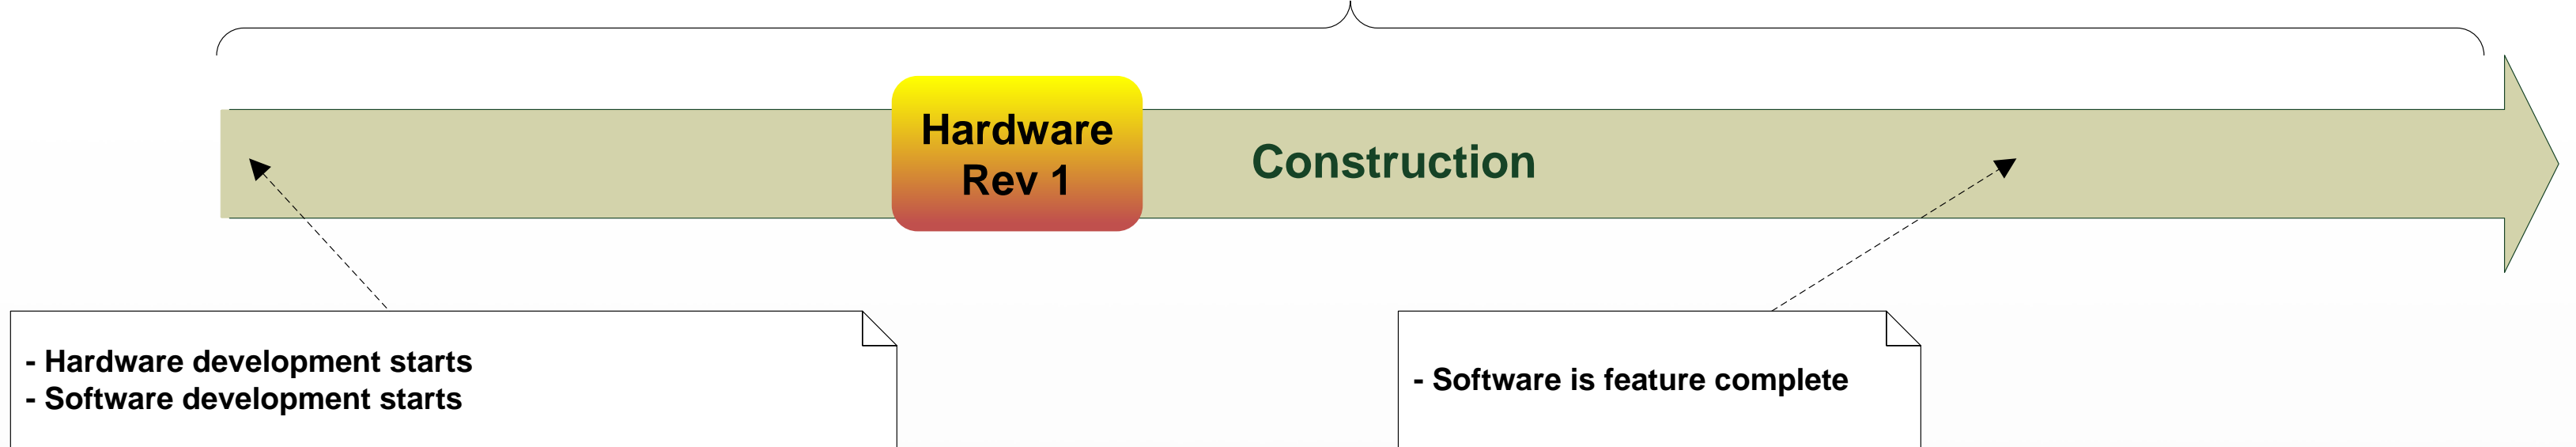 Hardware
Rev 1
Construction
- Hardware development starts
- Software development starts
- Software is feature complete